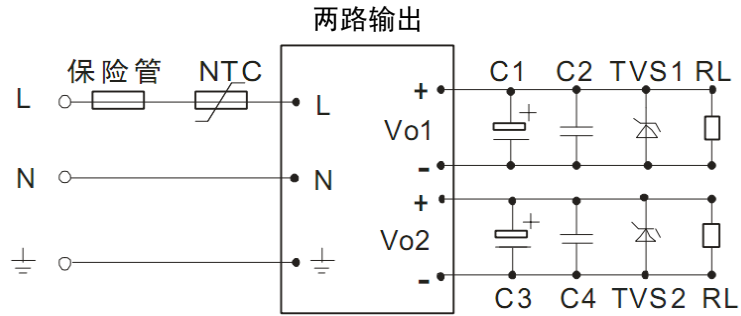 两路输出
保险管 NTC
C1 C2 TVS1 RL
L L
+
Vo1
-
N N
+
Vo2
-
C3 C4 TVS2 RL